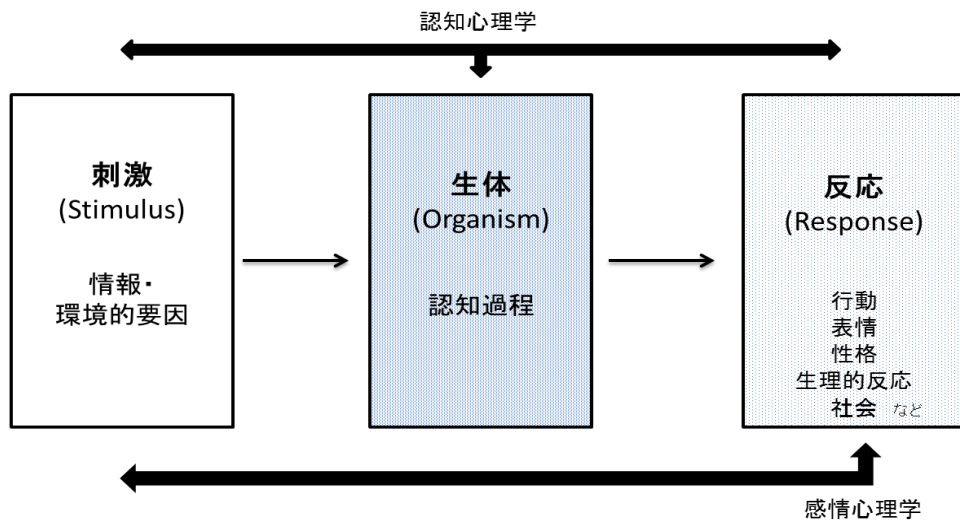 認知心理学
刺激
(Stimulus)
情報・
環境的要因
生体
(Organism)
認知過程
反応
(Response)
行動
表情
性格
生理的反応
社会 など
感情心理学